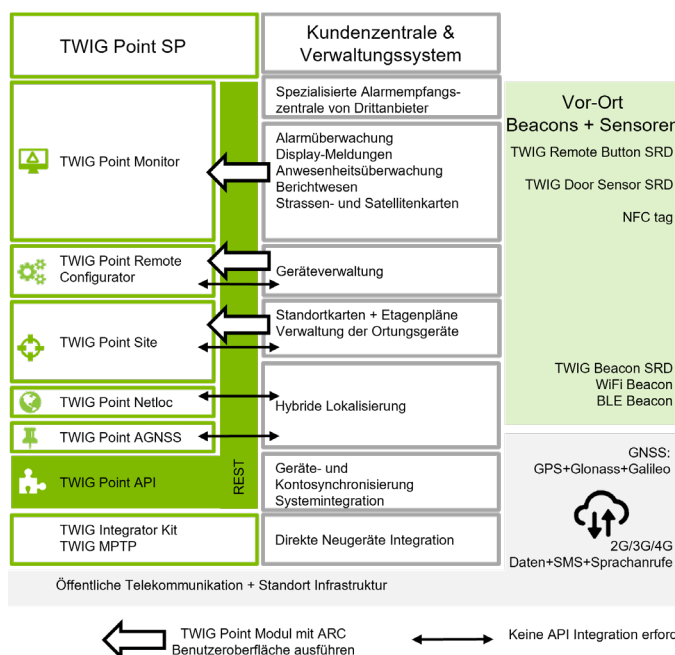 TWIG Point SP
Kundenzentrale &
Verwaltungssystem
Spezialisierte Alarmempfangs-
zentrale von Drittanbieter
TWIG Point Monitor
Alarmüberwachung
Display-Meldungen
Anwesenheitsüberwachung
Berichtwesen
Strassen- und Satellitenkarten
TWIG Point Remote
Configurator
Geräteverwaltung
TWIG Point Site
Standortkarten + Etagenpläne
Verwaltung der Ortungsgeräte
TWIG Point Netloc
TWIG Point AGNSS
Hybride Lokalisierung
TWIG Point API
REST
Geräte- und
Kontosynchronisierung
Systemintegration
TWIG Integrator Kit
TWIG MPTP
Direkte Neugeräte Integration
Vor-Ort
Beacons + Sensoren
TWIG Remote Button SRD
TWIG Door Sensor SRD
NFC tag
TWIG Beacon SRD
WiFi Beacon
BLE Beacon
GNSS:
GPS+Glonass+Galileo
2G/3G/4G
Daten+SMS+Sprachanrufe
Öffentliche Telekommunikation + Standort Infrastruktur
TWIG Point Modul mit ARC
Benutzeroberfläche ausführen
Keine API Integration erford